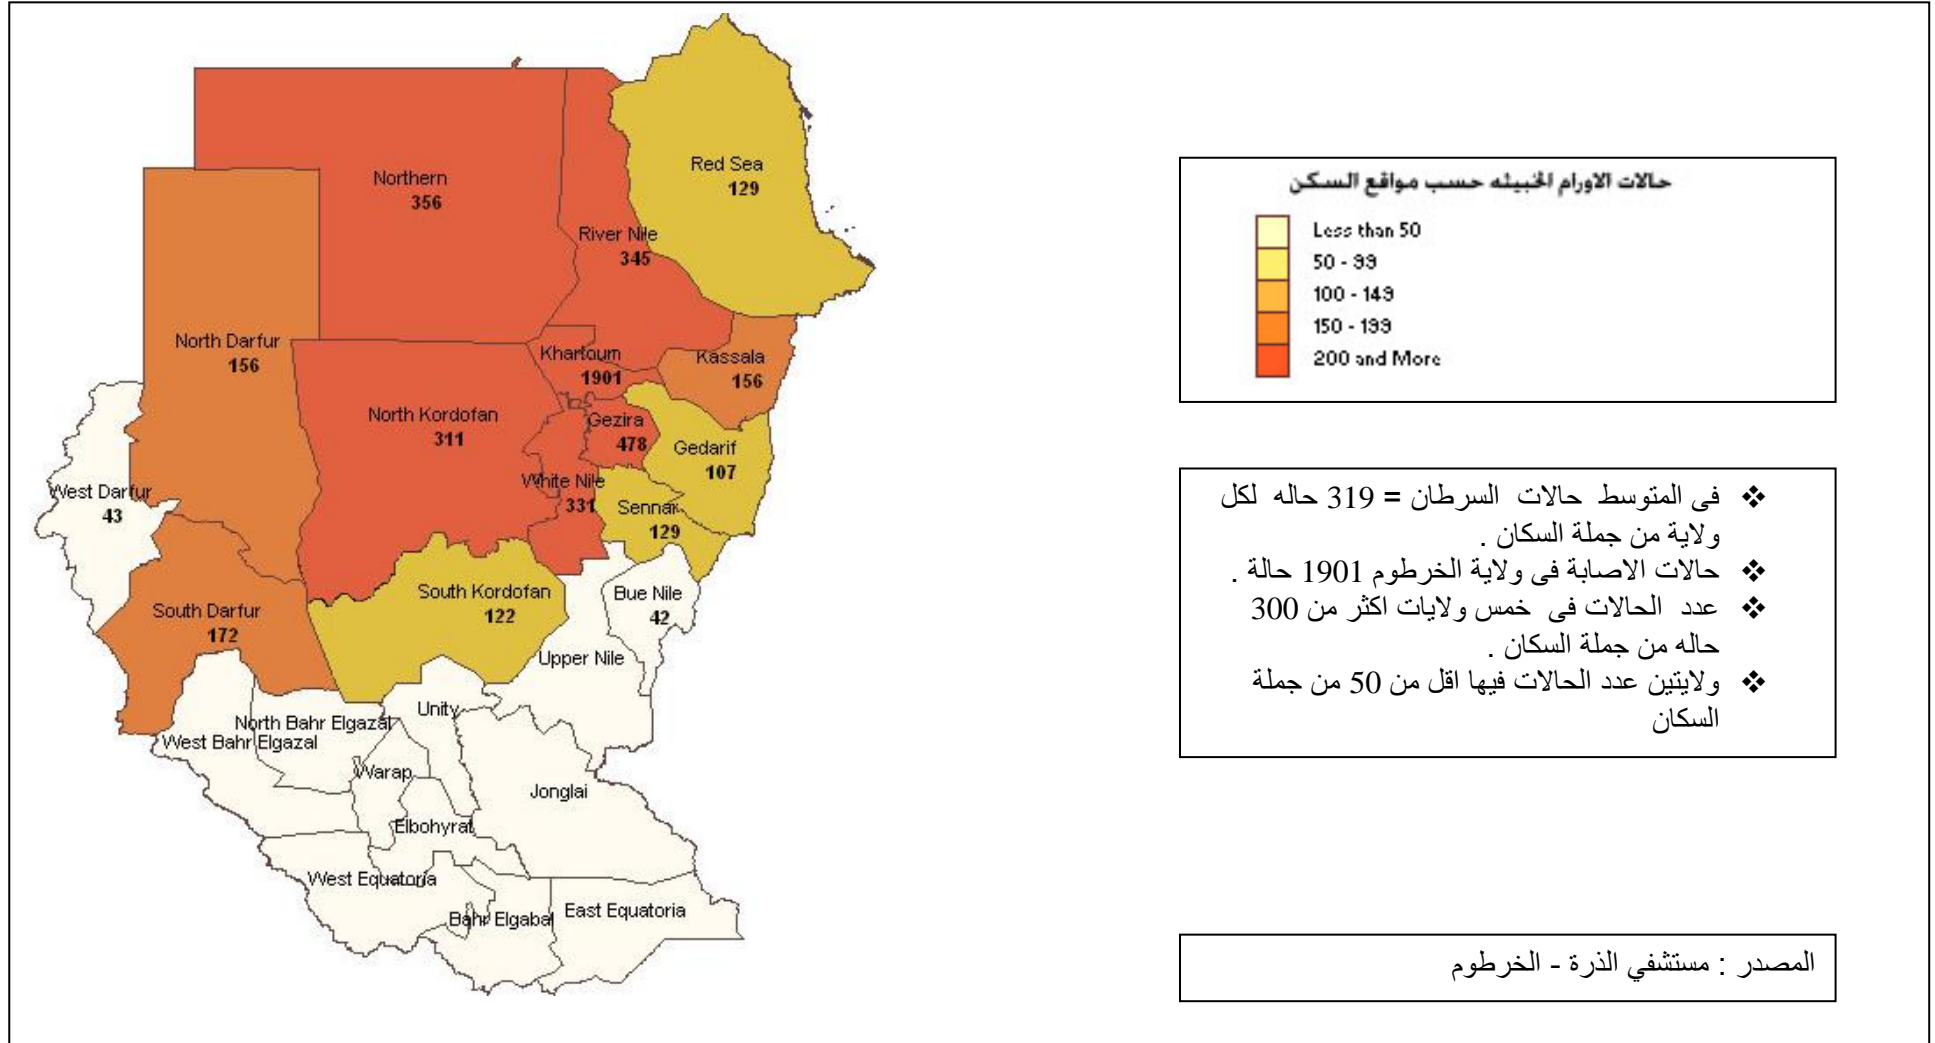 Northern
356
Red Sea
129
River Nile
345
North Darfur
156
Khartoum
1901
Kassala
156
North Kordofan
311
Gezira
478
Gedarif
107
West Darfur
43
White Nile
331
Sennar
129
South Darfur
172
South Kordofan
122
Bue Nile
42
Upper Nile
Unity
North Bahr Elgazal
West Bahr Elgazal
Warap
Jonglai
Elbohyrat
West Equatoria
Bahr Elgabal
East Equatoria
حالات الاورام الخبيثه حسب مواقع السكن
Less than 50
50 - 99
100 - 149
150 - 199
200 and More
❖ فى المتوسط حالات السرطان = 319 حاله لكل
ولاية من جملة السكان .
❖ حالات الاصابة فى ولاية الخرطوم 1901 حالة .
❖ عدد الحالات فى خمس ولايات اكثر من 300
حاله من جملة السكان .
❖ ولايتين عدد الحالات فيها اقل من 50 من جملة
السكان
المصدر : مستشفي الذرة - الخرطوم